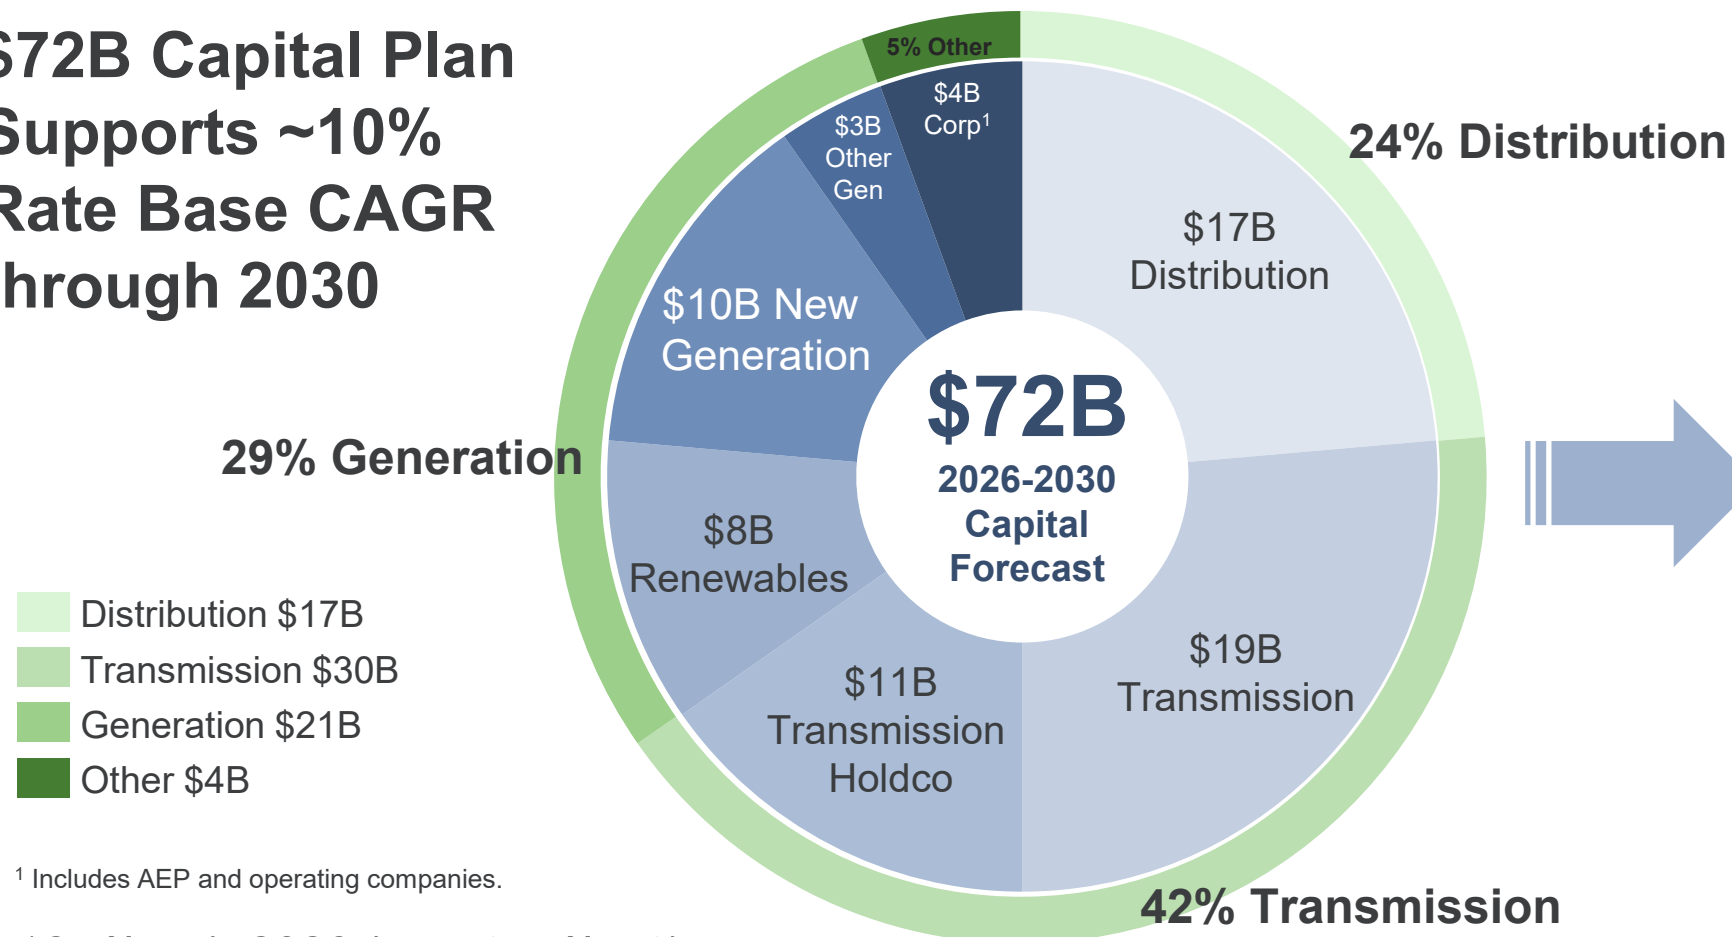 $72B Capital Plan
Supports ~10%
Rate Base CAGR
hrough 2030
5% Other
$4B
Corp¹
$3B
Other
Gen
24% Distribution
$17B
Distribution
$10B New
Generation
$72B
2026-2030
Capital
Forecast
29% Generation
$8B
Renewables
$19B
Transmission
$11B
Transmission
Holdco
Distribution $17B
Transmission $30B
Generation $21B
Other $4B
¹ Includes AEP and operating companies.
42% Transmission